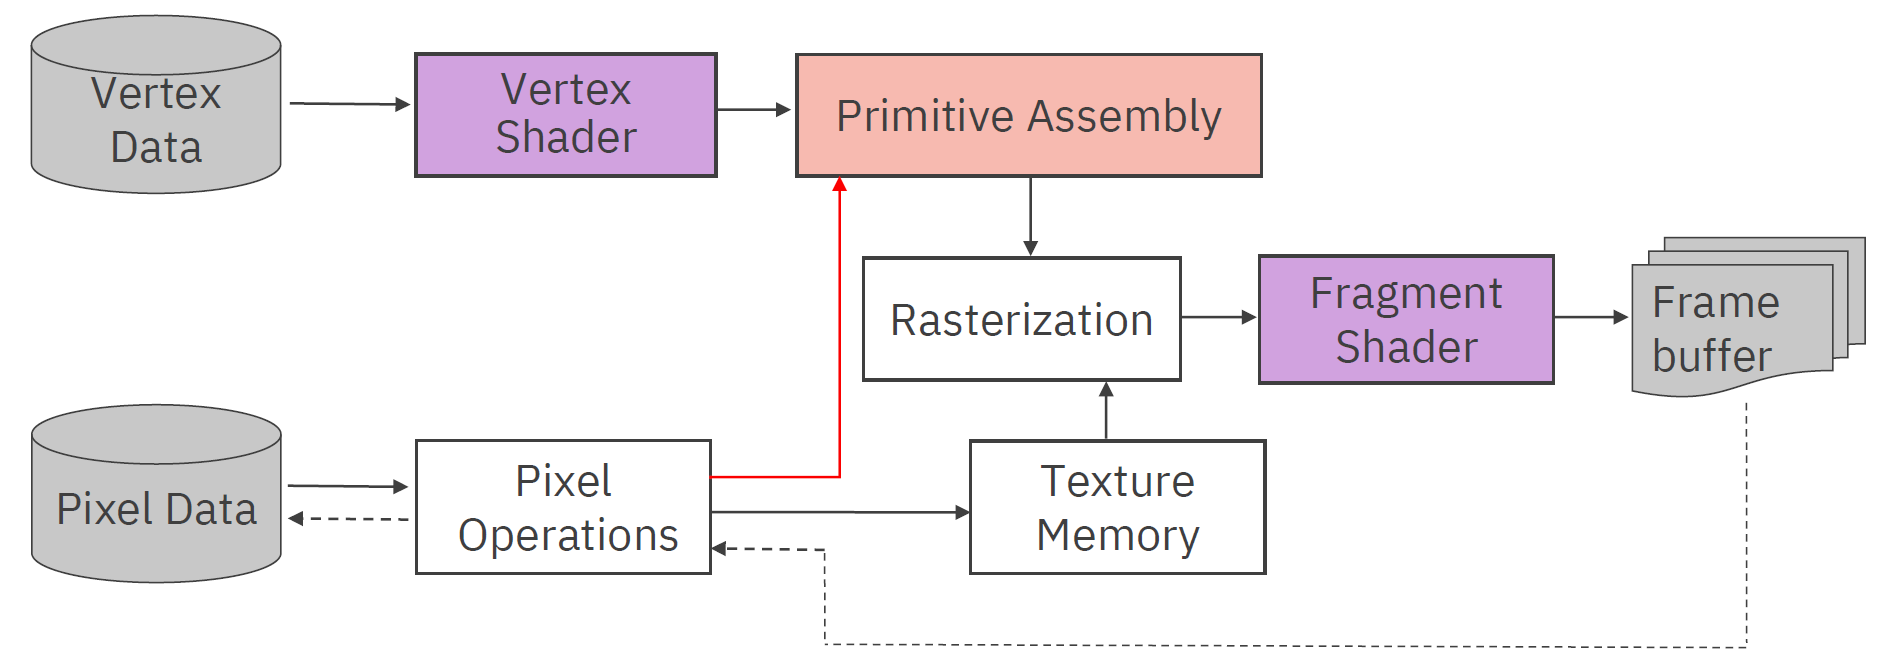 Vertex
Data
Vertex
Shader
Primitive Assembly
Rasterization
Fragment
Shader
Frame
buffer
Pixel Data
Pixel
Operations
Texture
Memory